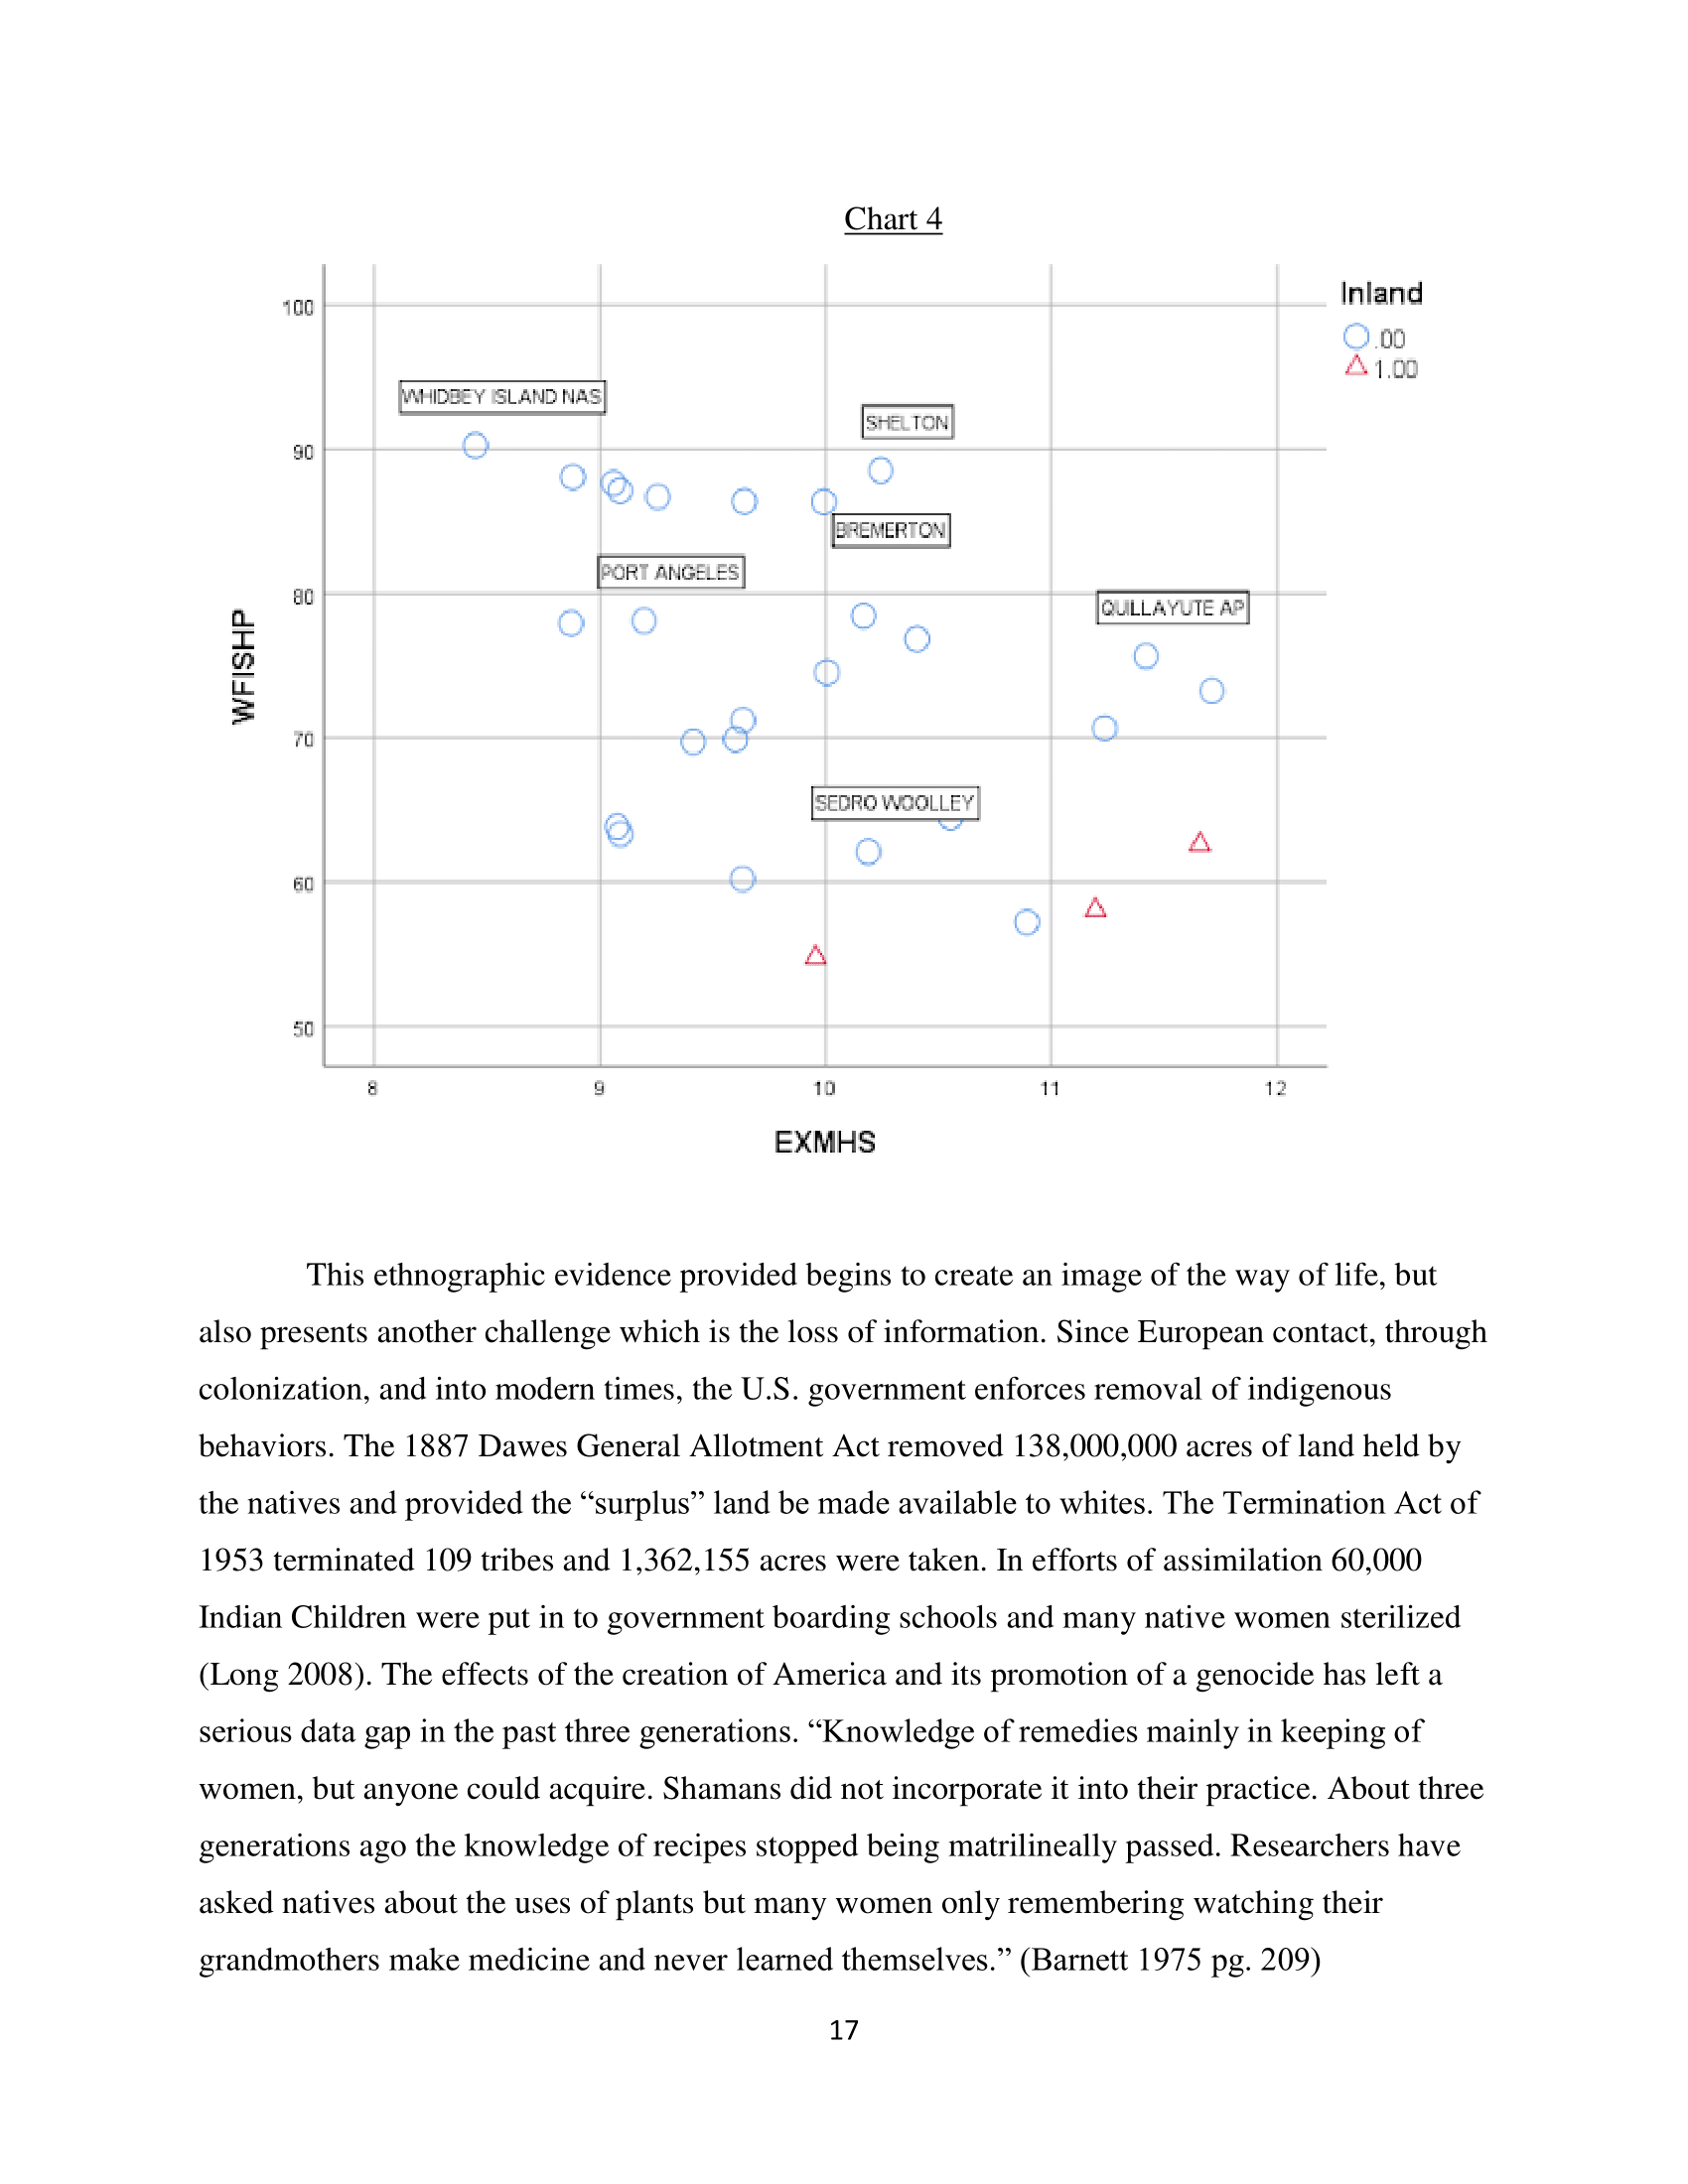 Chart 4
Inland
.00
1.00
100
90
80
70
60
50
WHIDBEY ISLAND NAS
SHELTON
BREMERTON
PORT ANGELES
QUILLAYUTE AP
SEDRO WOOLLEY
WFISHP
8 9 10 11 12
EXMHS
This ethnographic evidence provided begins to create an image of the way of life, but
also presents another challenge which is the loss of information. Since European contact, through
colonization, and into modern times, the U.S. government enforces removal of indigenous
behaviors. The 1887 Dawes General Allotment Act removed 138,000,000 acres of land held by
the natives and provided the “surplus” land be made available to whites. The Termination Act of
1953 terminated 109 tribes and 1,362,155 acres were taken. In efforts of assimilation 60,000
Indian Children were put in to government boarding schools and many native women sterilized
(Long 2008). The effects of the creation of America and its promotion of a genocide has left a
serious data gap in the past three generations. “Knowledge of remedies mainly in keeping of
women, but anyone could acquire. Shamans did not incorporate it into their practice. About three
generations ago the knowledge of recipes stopped being matrilineally passed. Researchers have
asked natives about the uses of plants but many women only remembering watching their
grandmothers make medicine and never learned themselves.” (Barnett 1975 pg. 209)
17